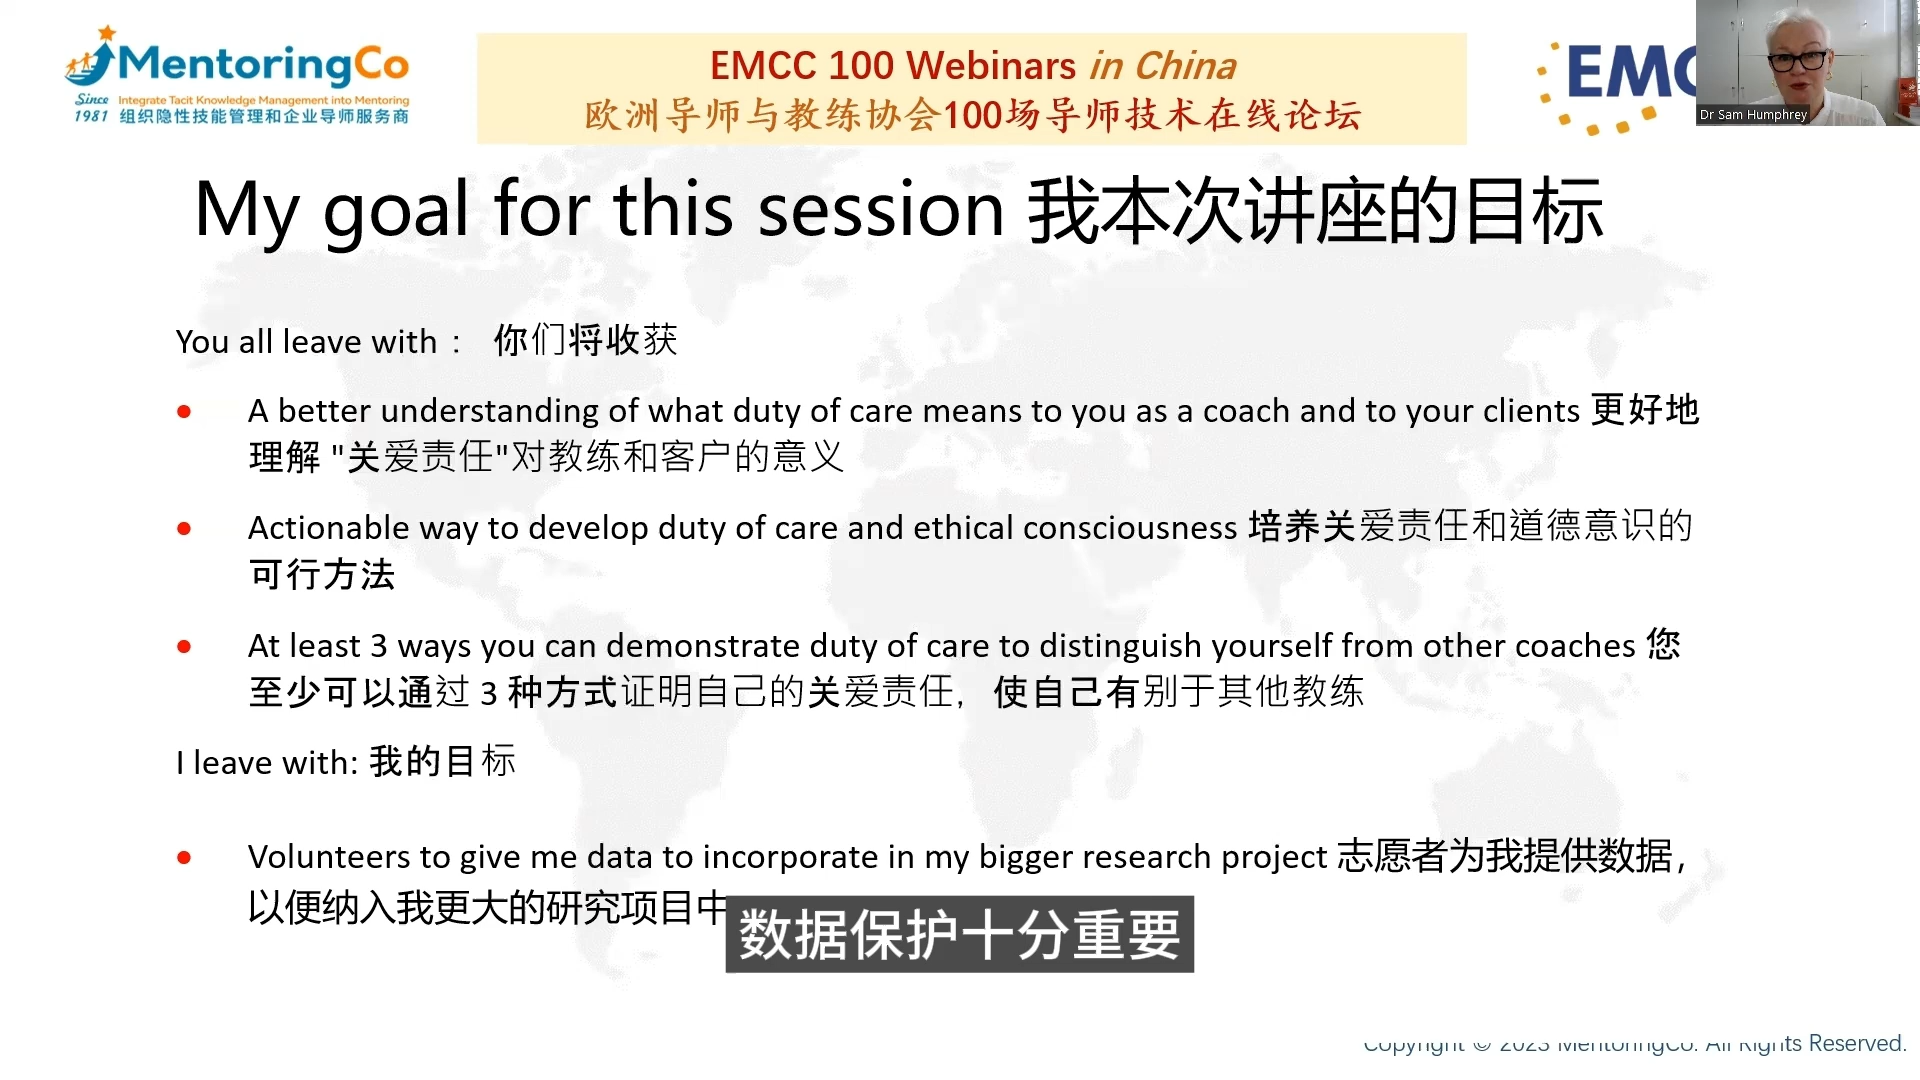 MentoringCo
Since 1981
Integrate Tacit Knowledge Management into Mentoring
组织隐性技能管理和企业导师服务商
EMCC 100 Webinars in China
欧洲导师与教练协会100场导师技术在线论坛
EMC
Dr Sam Humphrey
My goal for this session 我本次讲座的目标
You all leave with： 你们将收获
A better understanding of what duty of care means to you as a coach and to your clients 更好地
理解 "关爱责任"对教练和客户的意义
Actionable way to develop duty of care and ethical consciousness 培养关爱责任和道德意识的
可行方法
At least 3 ways you can demonstrate duty of care to distinguish yourself from other coaches 您
至少可以通过 3 种方式证明自己的关爱责任，使自己有别于其他教练
I leave with: 我的目标
Volunteers to give me data to incorporate in my bigger research project 志愿者为我提供数据，
以便纳入我更大的研究项目中
数据保护十分重要
Copyright © 2023 MentoringCo. All Rights Reserved.